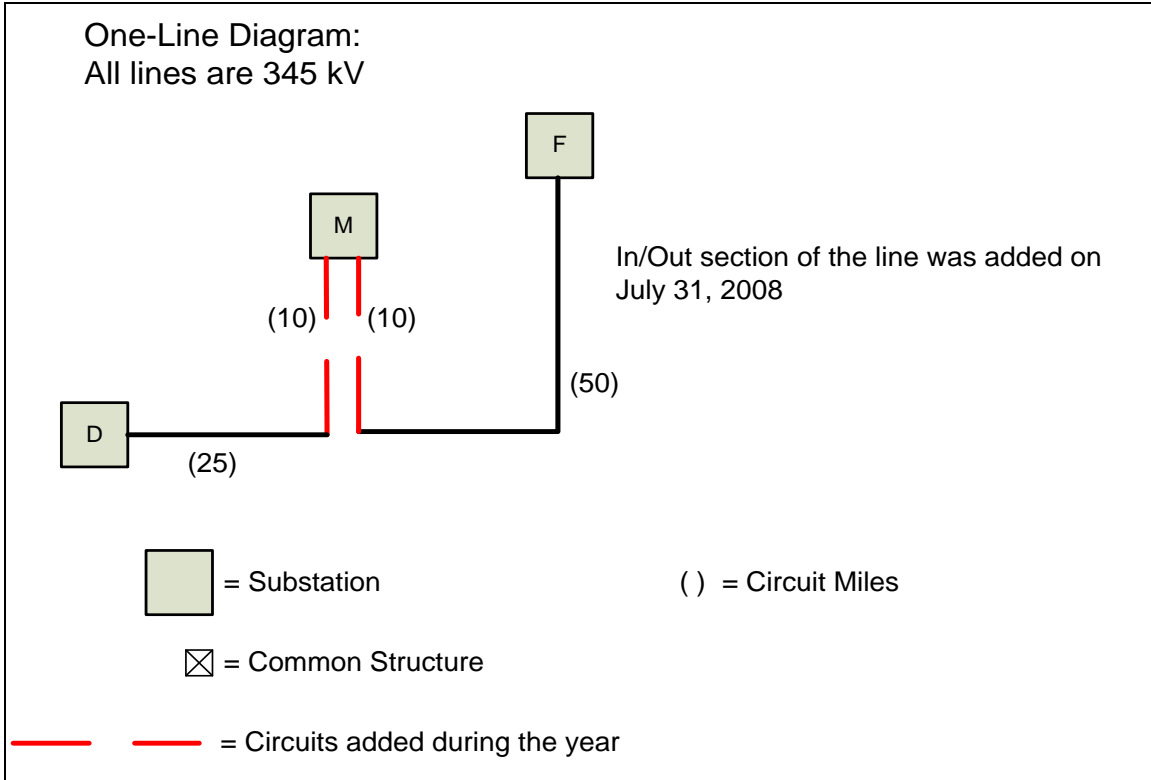 One-Line Diagram:
All lines are 345 kV
F
M
In/Out section of the line was added on
July 31, 2008
(10)
(10)
(50)
D
(25)
= Substation
( ) = Circuit Miles
= Common Structure
= Circuits added during the year